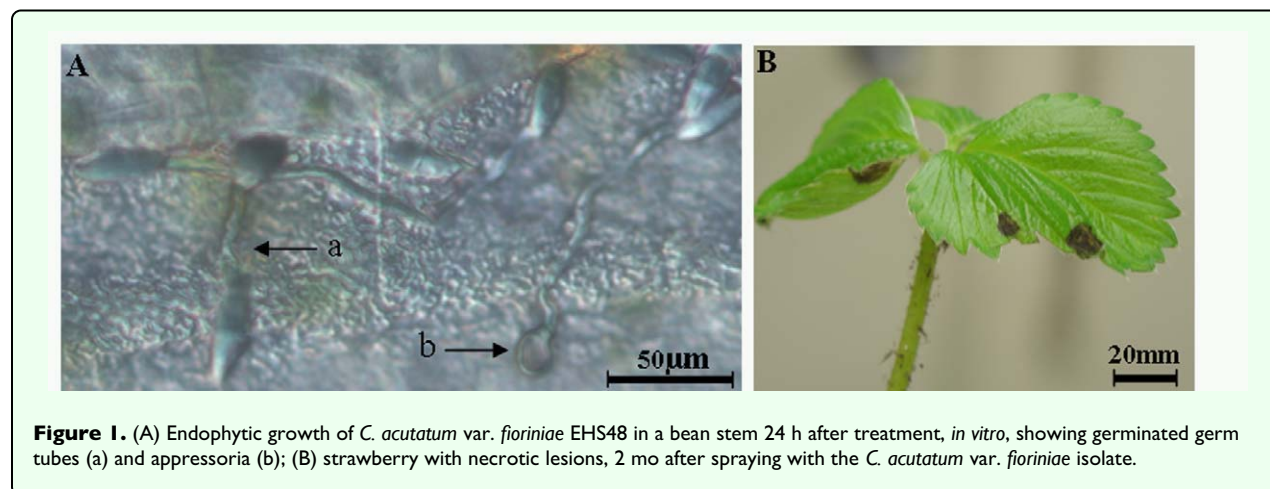 A
B
a
b
50μm
20mm
Figure 1. (A) Endophytic growth of C. acutatum var. fioriniae EHS48 in a bean stem 24 h after treatment, in vitro, showing germinated germ
tubes (a) and appressoria (b); (B) strawberry with necrotic lesions, 2 mo after spraying with the C. acutatum var. fioriniae isolate.